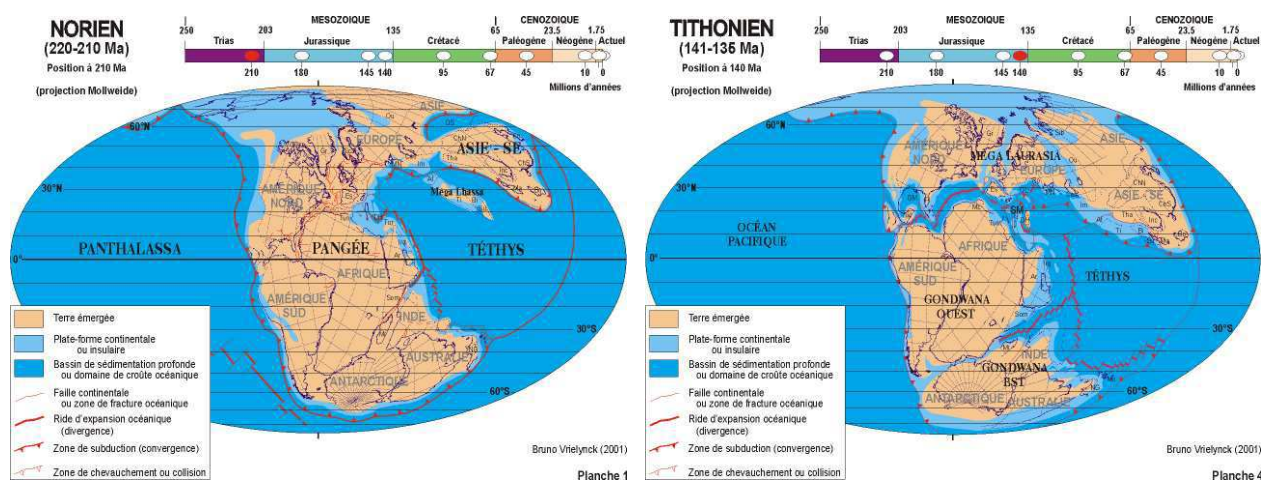 NORIEN
(220-210 Ma)
Position à 210 Ma
(projection Mollweide)
MESOZOIQUE
CENOZOIQUE
250 203 135 65 23.5 1.75
Trias Jurassique Crétacé Paléogène Néogène Actuel
210 180 145 140 95 67 45 10 0
Millions d'années
60°N
30°N
0°
30°S
60°S
ASIE
EUROPE
ASIE - SE
Mega Lhassa
AMÉRIQUE
NORD
PANTHALASSA
PANGÉE
TÉTHYS
AFRIQUE
AMÉRIQUE
SUD
INDE
AUSTRALIE
ANTARCTIQUE
Terre émergée
Plate-forme continentale
ou insulaire
Bassin de sédimentation profonde
ou domaine de croûte océanique
Faille continentale
ou zone de fracture océanique
Ride d'expansion océanique
(divergence)
Zone de subduction (convergence)
Zone de chevauchement ou collision
Bruno Vrielynck (2001)
Planche 1
TITHONIEN
(141-135 Ma)
Position à 140 Ma
(projection Mollweide)
MESOZOIQUE
CENOZOIQUE
250 203 135 65 23.5 1.75
Trias Jurassique Crétacé Paléogène Néogène Actuel
210 180 145 140 95 67 45 10 0
Millions d'années
60°N
30°N
0°
30°S
60°S
AMÉRIQUE
NORD
MEGA LAURASIA
EUROPE
ASIE
ASIE - SE
OCÉAN
PACIFIQUE
AFRIQUE
TÉTHYS
AMÉRIQUE
SUD
GONDWANA
OUEST
INDE
GONDWANA
EST
ANTARCTIQUE
AUSTRALIE
Terre émergée
Plate-forme continentale
ou insulaire
Bassin de sédimentation profonde
ou domaine de croûte océanique
Faille continentale
ou zone de fracture océanique
Ride d'expansion océanique
(divergence)
Zone de subduction (convergence)
Zone de chevauchement ou collision
Bruno Vrielynck (2001)
Planche 4